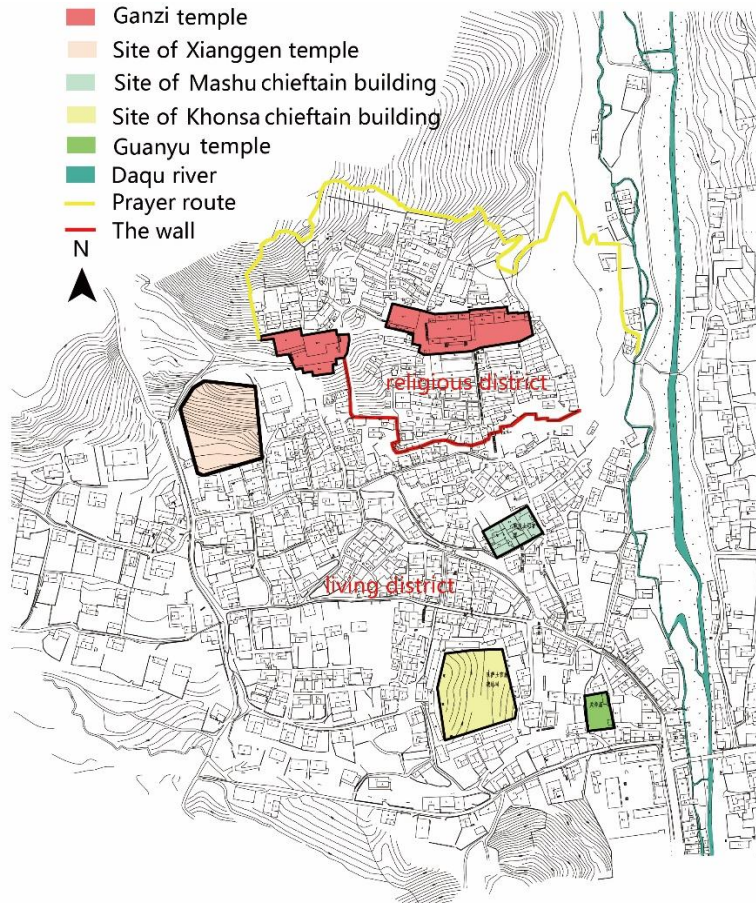 Ganzi temple
Site of Xianggen temple
Site of Mashu chieftain building
Site of Khonsa chieftain building
Guanyu temple
Daqu river
Prayer route
The wall
N
religious district
living district